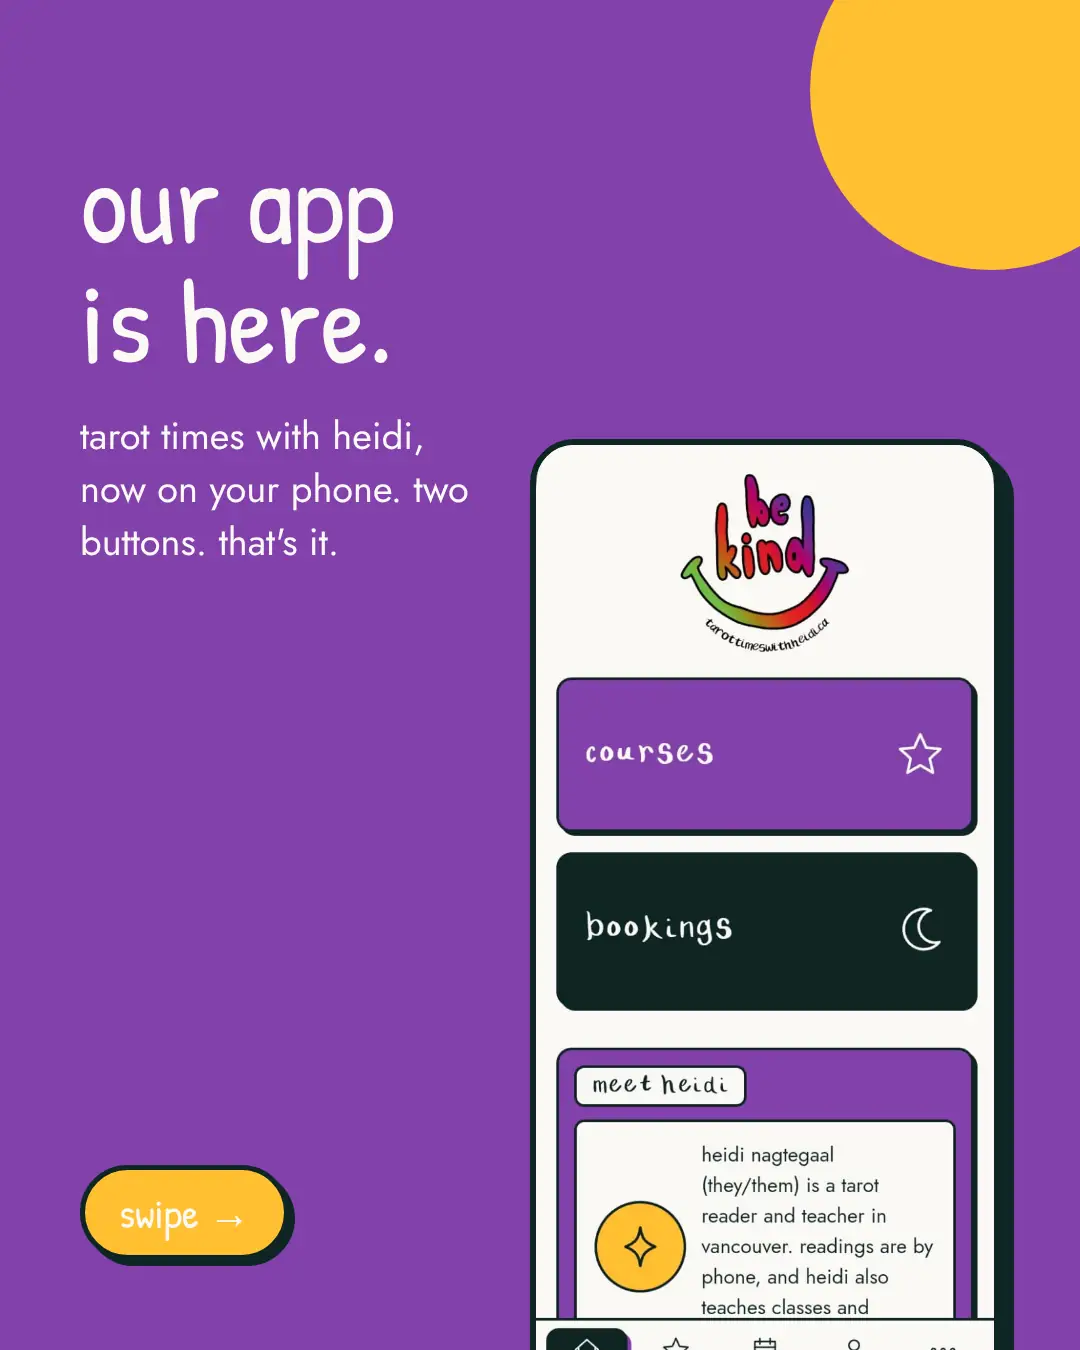 our app
is here.
tarot times with heidi,
now on your phone. two
buttons. that's it.
be
kind
tarottimeswithheidi.ca
courses
bookings
meet heidi
heidi nagtegaal
(they/them) is a tarot
reader and teacher in
vancouver. readings are by
phone, and heidi also
teaches classes and
swipe →